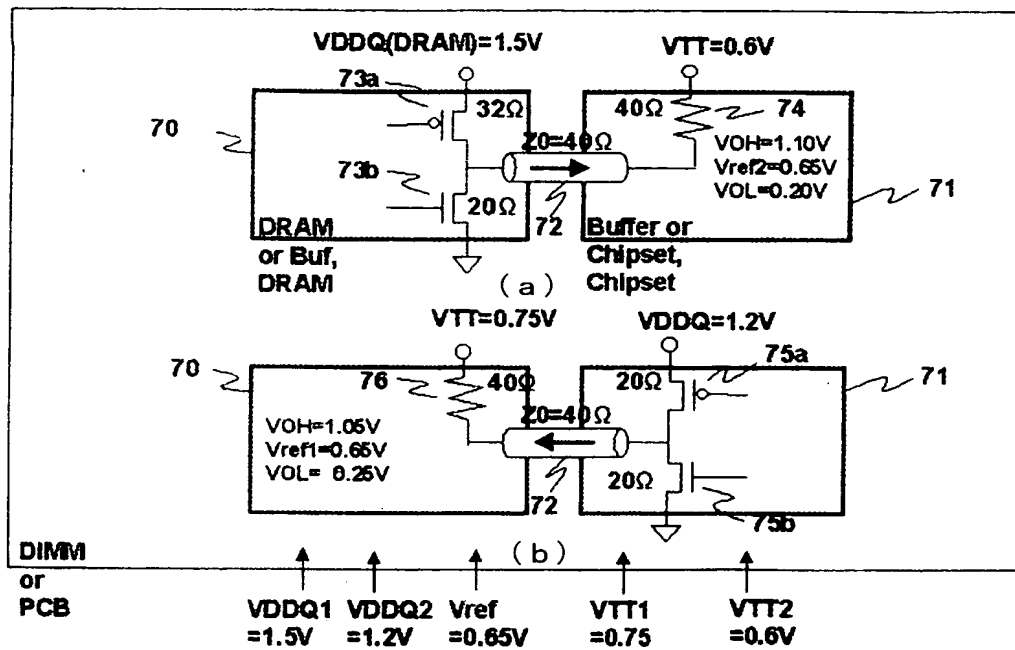 VDDQ(DRAM)=1.5V
VTT=0.6V
73a
70
32Ω
40Ω
74
Z0=40Ω
VOH=1.10V
Vref2=0.65V
VOL=0.20V
73b
20Ω
72
71
DRAM
or Buf,
DRAM
Buffer or
Chipset,
Chipset
(a)
VTT=0.75V
VDDQ=1.2V
70
76
40Ω
20Ω
75a
71
Z0=40Ω
VOH=1.05V
Vref1=0.65V
VOL= 0.25V
72
20Ω
75b
(b)
DIMM
or
PCB
VDDQ1
=1.5V
VDDQ2
=1.2V
Vref
=0.65V
VTT1
=0.75
VTT2
=0.6V